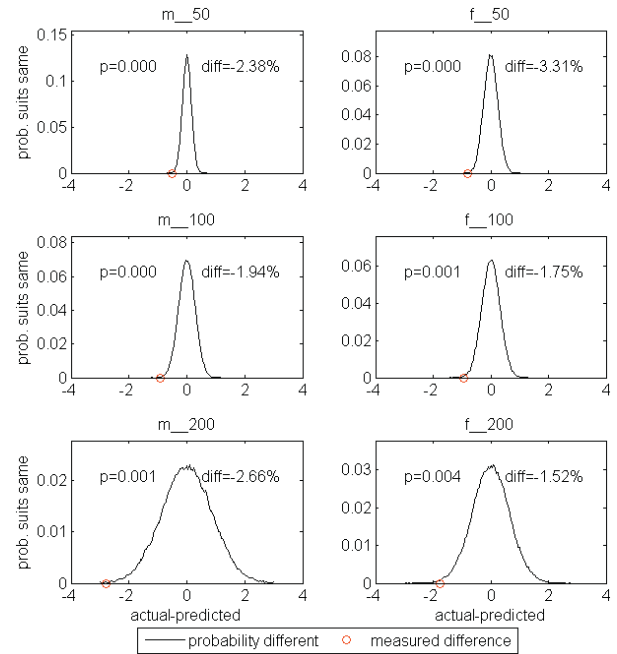 m__50
0.15
0.1
0.05
0
prob. suits same
p=0.000
diff=-2.38%
-4 -2 0 2 4
f__50
0.08
0.06
0.04
0.02
0
p=0.000
diff=-3.31%
-4 -2 0 2 4
m__100
0.08
0.06
0.04
0.02
0
prob. suits same
p=0.000
diff=-1.94%
-4 -2 0 2 4
f__100
0.06
0.04
0.02
0
p=0.001
diff=-1.75%
-4 -2 0 2 4
m__200
0.02
0.01
0
prob. suits same
p=0.001
diff=-2.66%
-4 -2 0 2 4
actual-predicted
f__200
0.03
0.02
0.01
0
p=0.004
diff=-1.52%
-4 -2 0 2 4
actual-predicted
probability different
measured difference